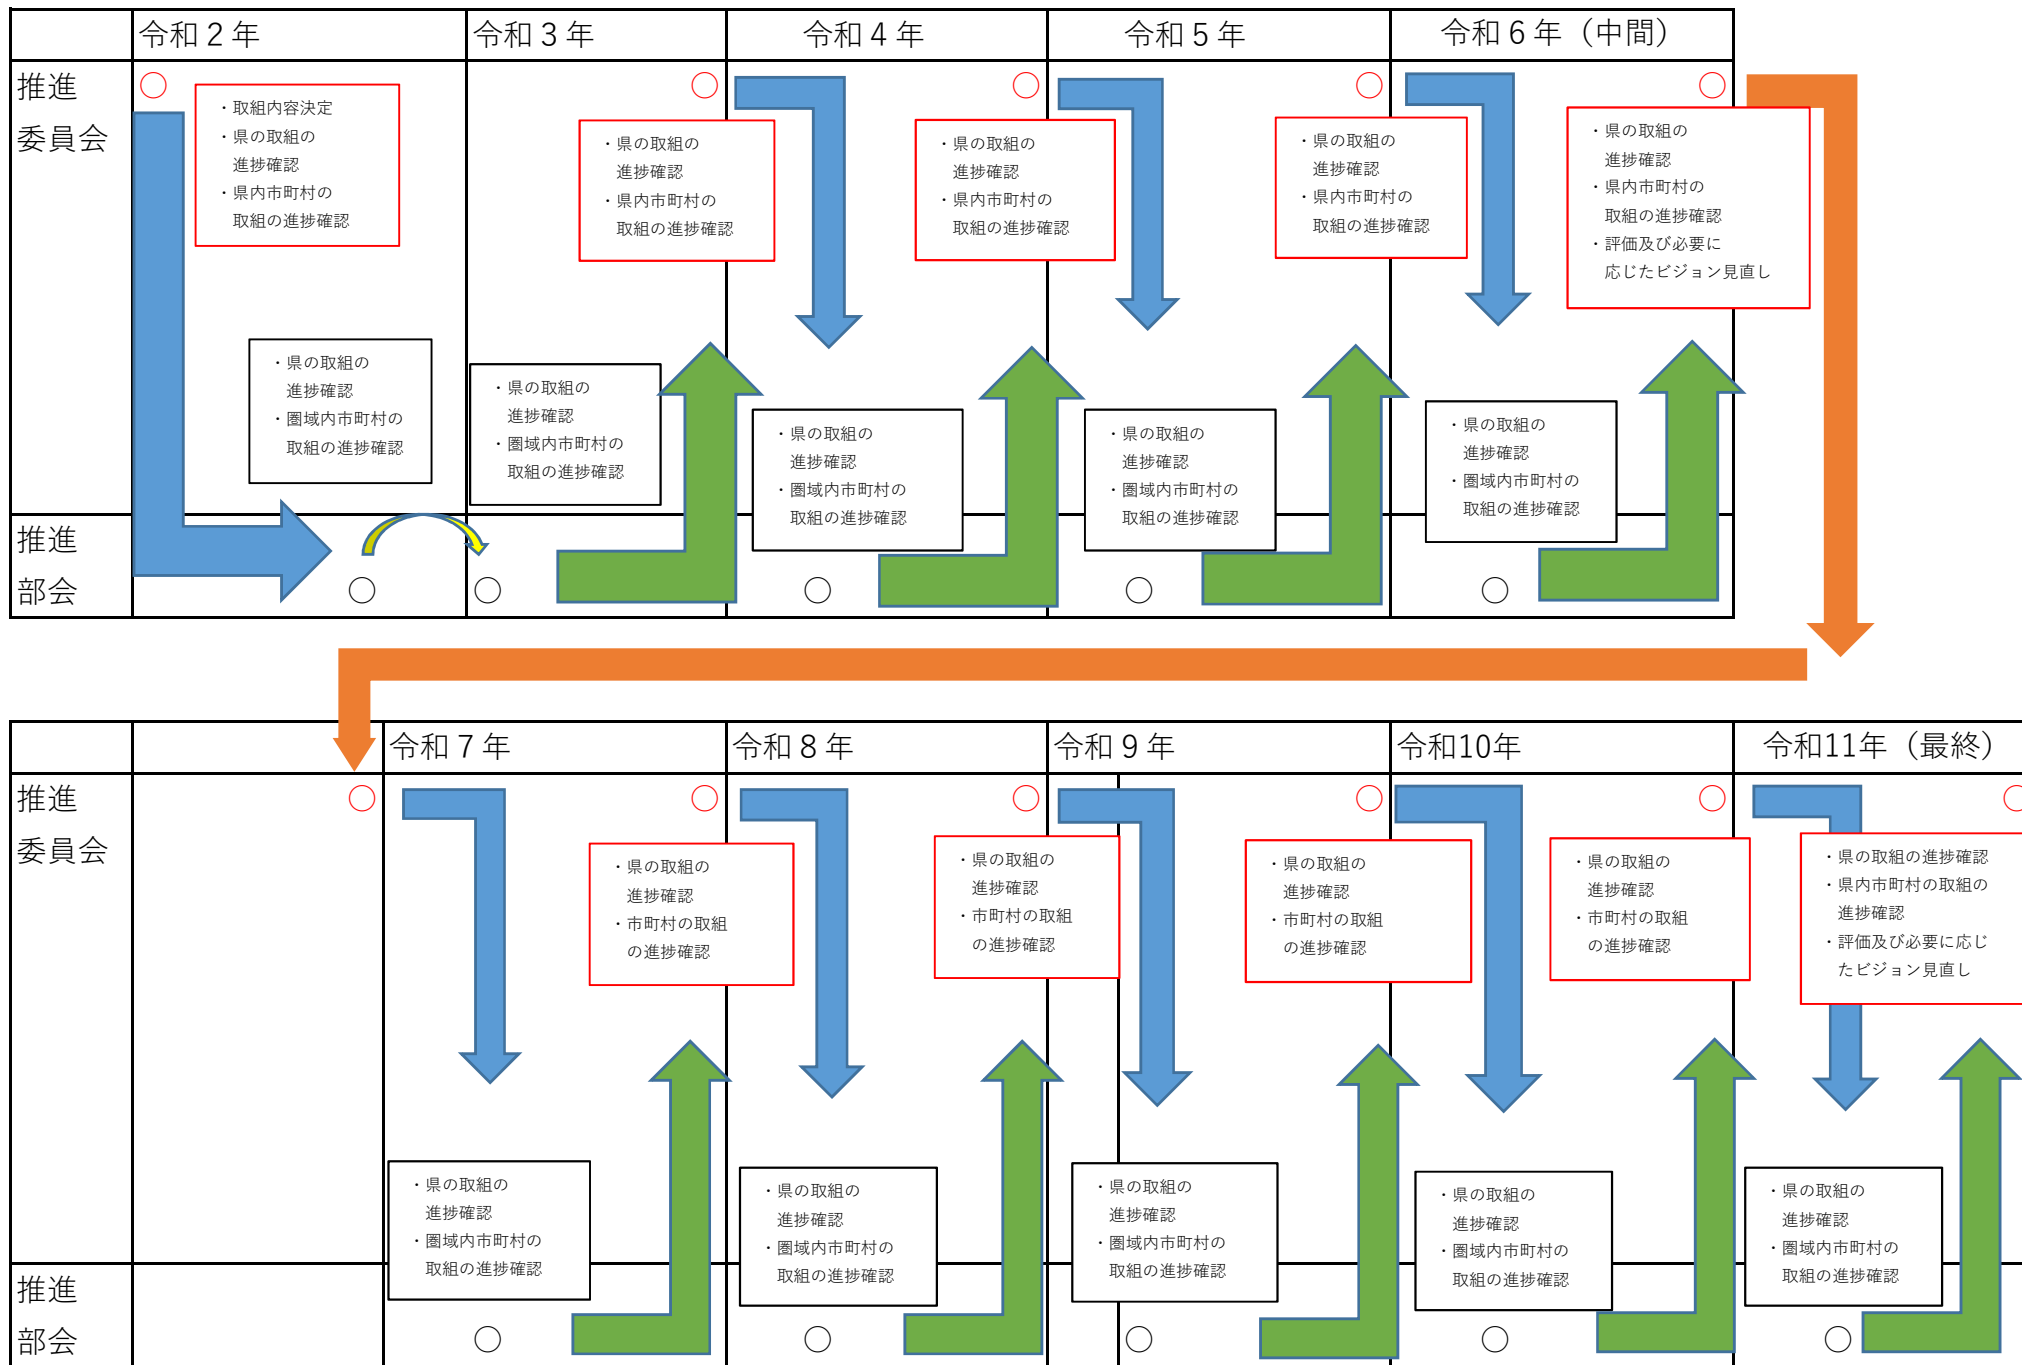 令和２年
令和３年
令和４年
令和５年
令和６年（中間）
推進
委員会
○
・取組内容決定
・県の取組の
進捗確認
・県内市町村の
取組の進捗確認
○
・県の取組の
進捗確認
・県内市町村の
取組の進捗確認
○
・県の取組の
進捗確認
・県内市町村の
取組の進捗確認
○
・県の取組の
進捗確認
・県内市町村の
取組の進捗確認
○
・県の取組の
進捗確認
・県内市町村の
取組の進捗確認
・評価及び必要に
応じたビジョン見直し
・県の取組の
進捗確認
・圏域内市町村の
取組の進捗確認
・県の取組の
進捗確認
・圏域内市町村の
取組の進捗確認
・県の取組の
進捗確認
・圏域内市町村の
取組の進捗確認
・県の取組の
進捗確認
・圏域内市町村の
取組の進捗確認
・県の取組の
進捗確認
・圏域内市町村の
取組の進捗確認
推進
部会
○
○
○
○
○
令和７年
令和８年
令和９年
令和10年
令和11年（最終）
推進
委員会
○
○
・県の取組の
進捗確認
・市町村の取組
の進捗確認
○
・県の取組の
進捗確認
・市町村の取組
の進捗確認
○
・県の取組の
進捗確認
・市町村の取組
の進捗確認
○
・県の取組の
進捗確認
・市町村の取組
の進捗確認
○
・県の取組の進捗確認
・県内市町村の取組の
進捗確認
・評価及び必要に応じ
たビジョン見直し
・県の取組の
進捗確認
・圏域内市町村の
取組の進捗確認
・県の取組の
進捗確認
・圏域内市町村の
取組の進捗確認
・県の取組の
進捗確認
・圏域内市町村の
取組の進捗確認
・県の取組の
進捗確認
・圏域内市町村の
取組の進捗確認
・県の取組の
進捗確認
・圏域内市町村の
取組の進捗確認
推進
部会
○
○
○
○
○